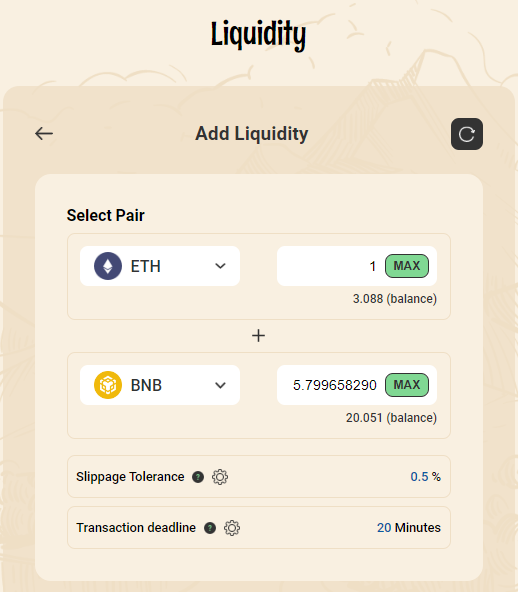 Liquidity
Add Liquidity
Select Pair
ETH 1 MAX
3.088 (balance)
+
BNB 5.799658290 MAX
20.051 (balance)
Slippage Tolerance ? 0.5 %
Transaction deadline ? 20 Minutes